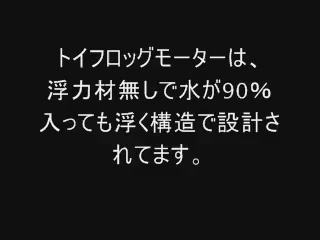 トイフロッグモーターは、
浮力材無しで水が90%
入っても浮く構造で設計さ
れてます。